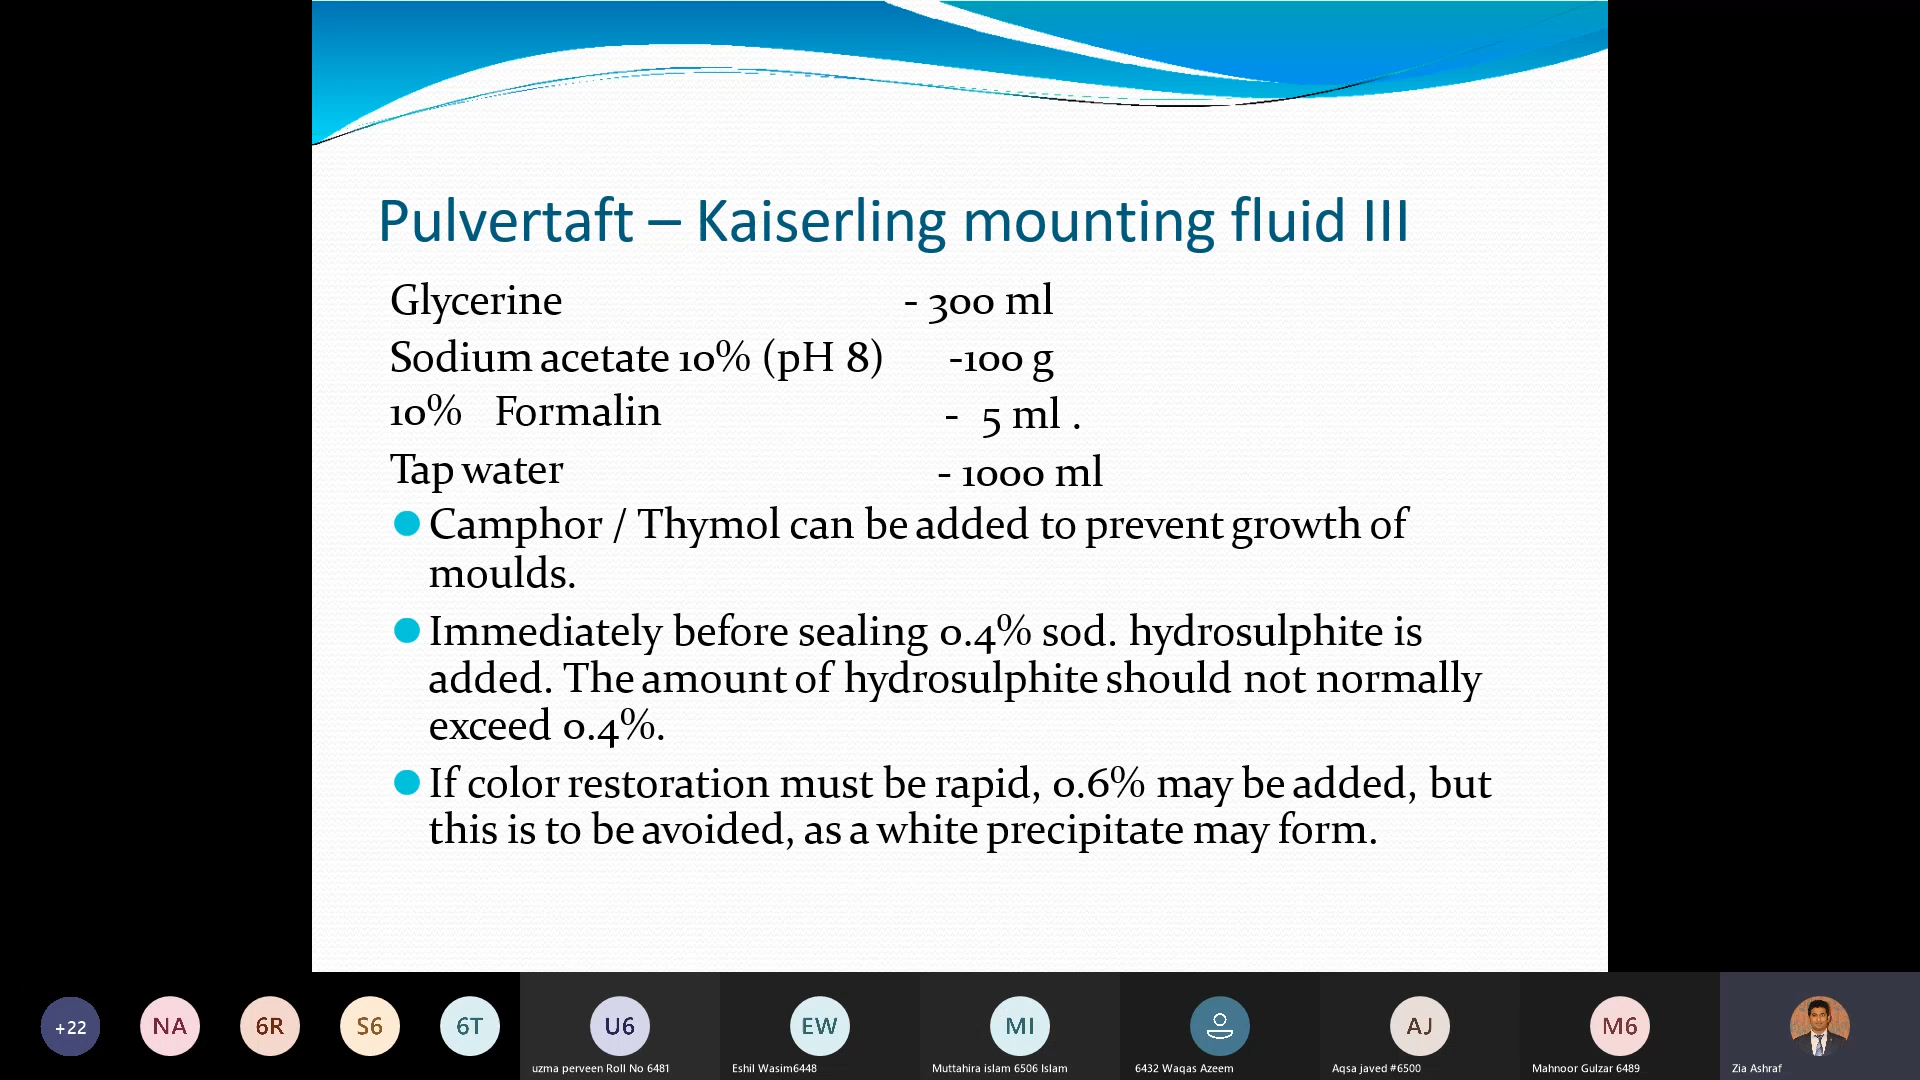 Pulvertaft – Kaiserling mounting fluid III
Glycerine - 300 ml
Sodium acetate 10% (pH 8) -100 g
10% Formalin - 5 ml .
Tap water - 1000 ml
Camphor / Thymol can be added to prevent growth of
moulds.
Immediately before sealing 0.4% sod. hydrosulphite is
added. The amount of hydrosulphite should not normally
exceed 0.4%.
If color restoration must be rapid, 0.6% may be added, but
this is to be avoided, as a white precipitate may form.
+22 NA 6R S6 6T U6 EW MI AJ M6
uzma perveen Roll No 6481 Eshil Wasim6448 Muttahira islam 6506 Islam 6432 Waqas Azeem Aqsa javed #6500 Mahnoor Gulzar 6489 Zia Ashraf